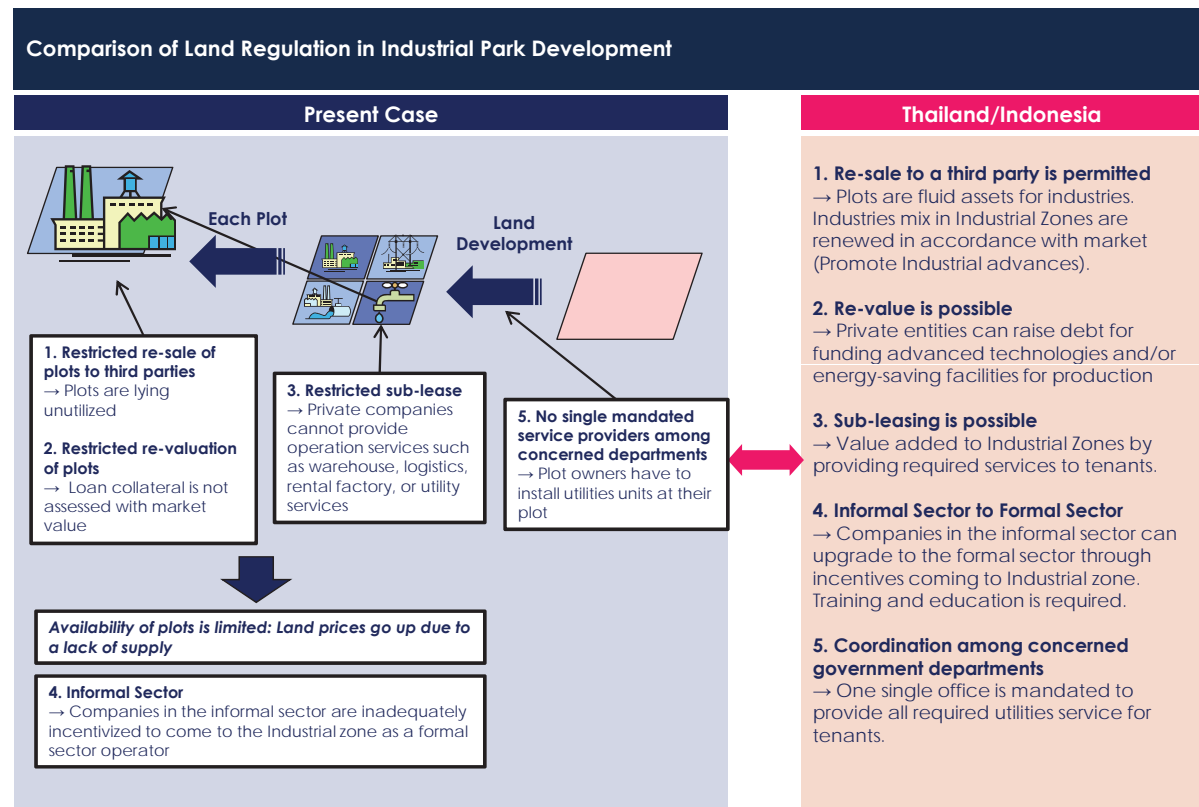 Comparison of Land Regulation in Industrial Park Development
Present Case
Each Plot
Land
Development
1. Restricted re-sale of
plots to third parties
→ Plots are lying
unutilized
2. Restricted re-valuation
of plots
→ Loan collateral is not
assessed with market
value
3. Restricted sub-lease
→ Private companies
cannot provide
operation services such
as warehouse, logistics,
rental factory, or utility
services
5. No single mandated
service providers among
concerned departments
→ Plot owners have to
install utilities units at their
plot
Availability of plots is limited: Land prices go up due to
a lack of supply
4. Informal Sector
→ Companies in the informal sector are inadequately
incentivized to come to the Industrial zone as a formal
sector operator
Thailand/Indonesia
1. Re-sale to a third party is permitted
→ Plots are fluid assets for industries.
Industries mix in Industrial Zones are
renewed in accordance with market
(Promote Industrial advances).
2. Re-value is possible
→ Private entities can raise debt for
funding advanced technologies and/or
energy-saving facilities for production
3. Sub-leasing is possible
→ Value added to Industrial Zones by
providing required services to tenants.
4. Informal Sector to Formal Sector
→ Companies in the informal sector can
upgrade to the formal sector through
incentives coming to Industrial zone.
Training and education is required.
5. Coordination among concerned
government departments
→ One single office is mandated to
provide all required utilities service for
tenants.